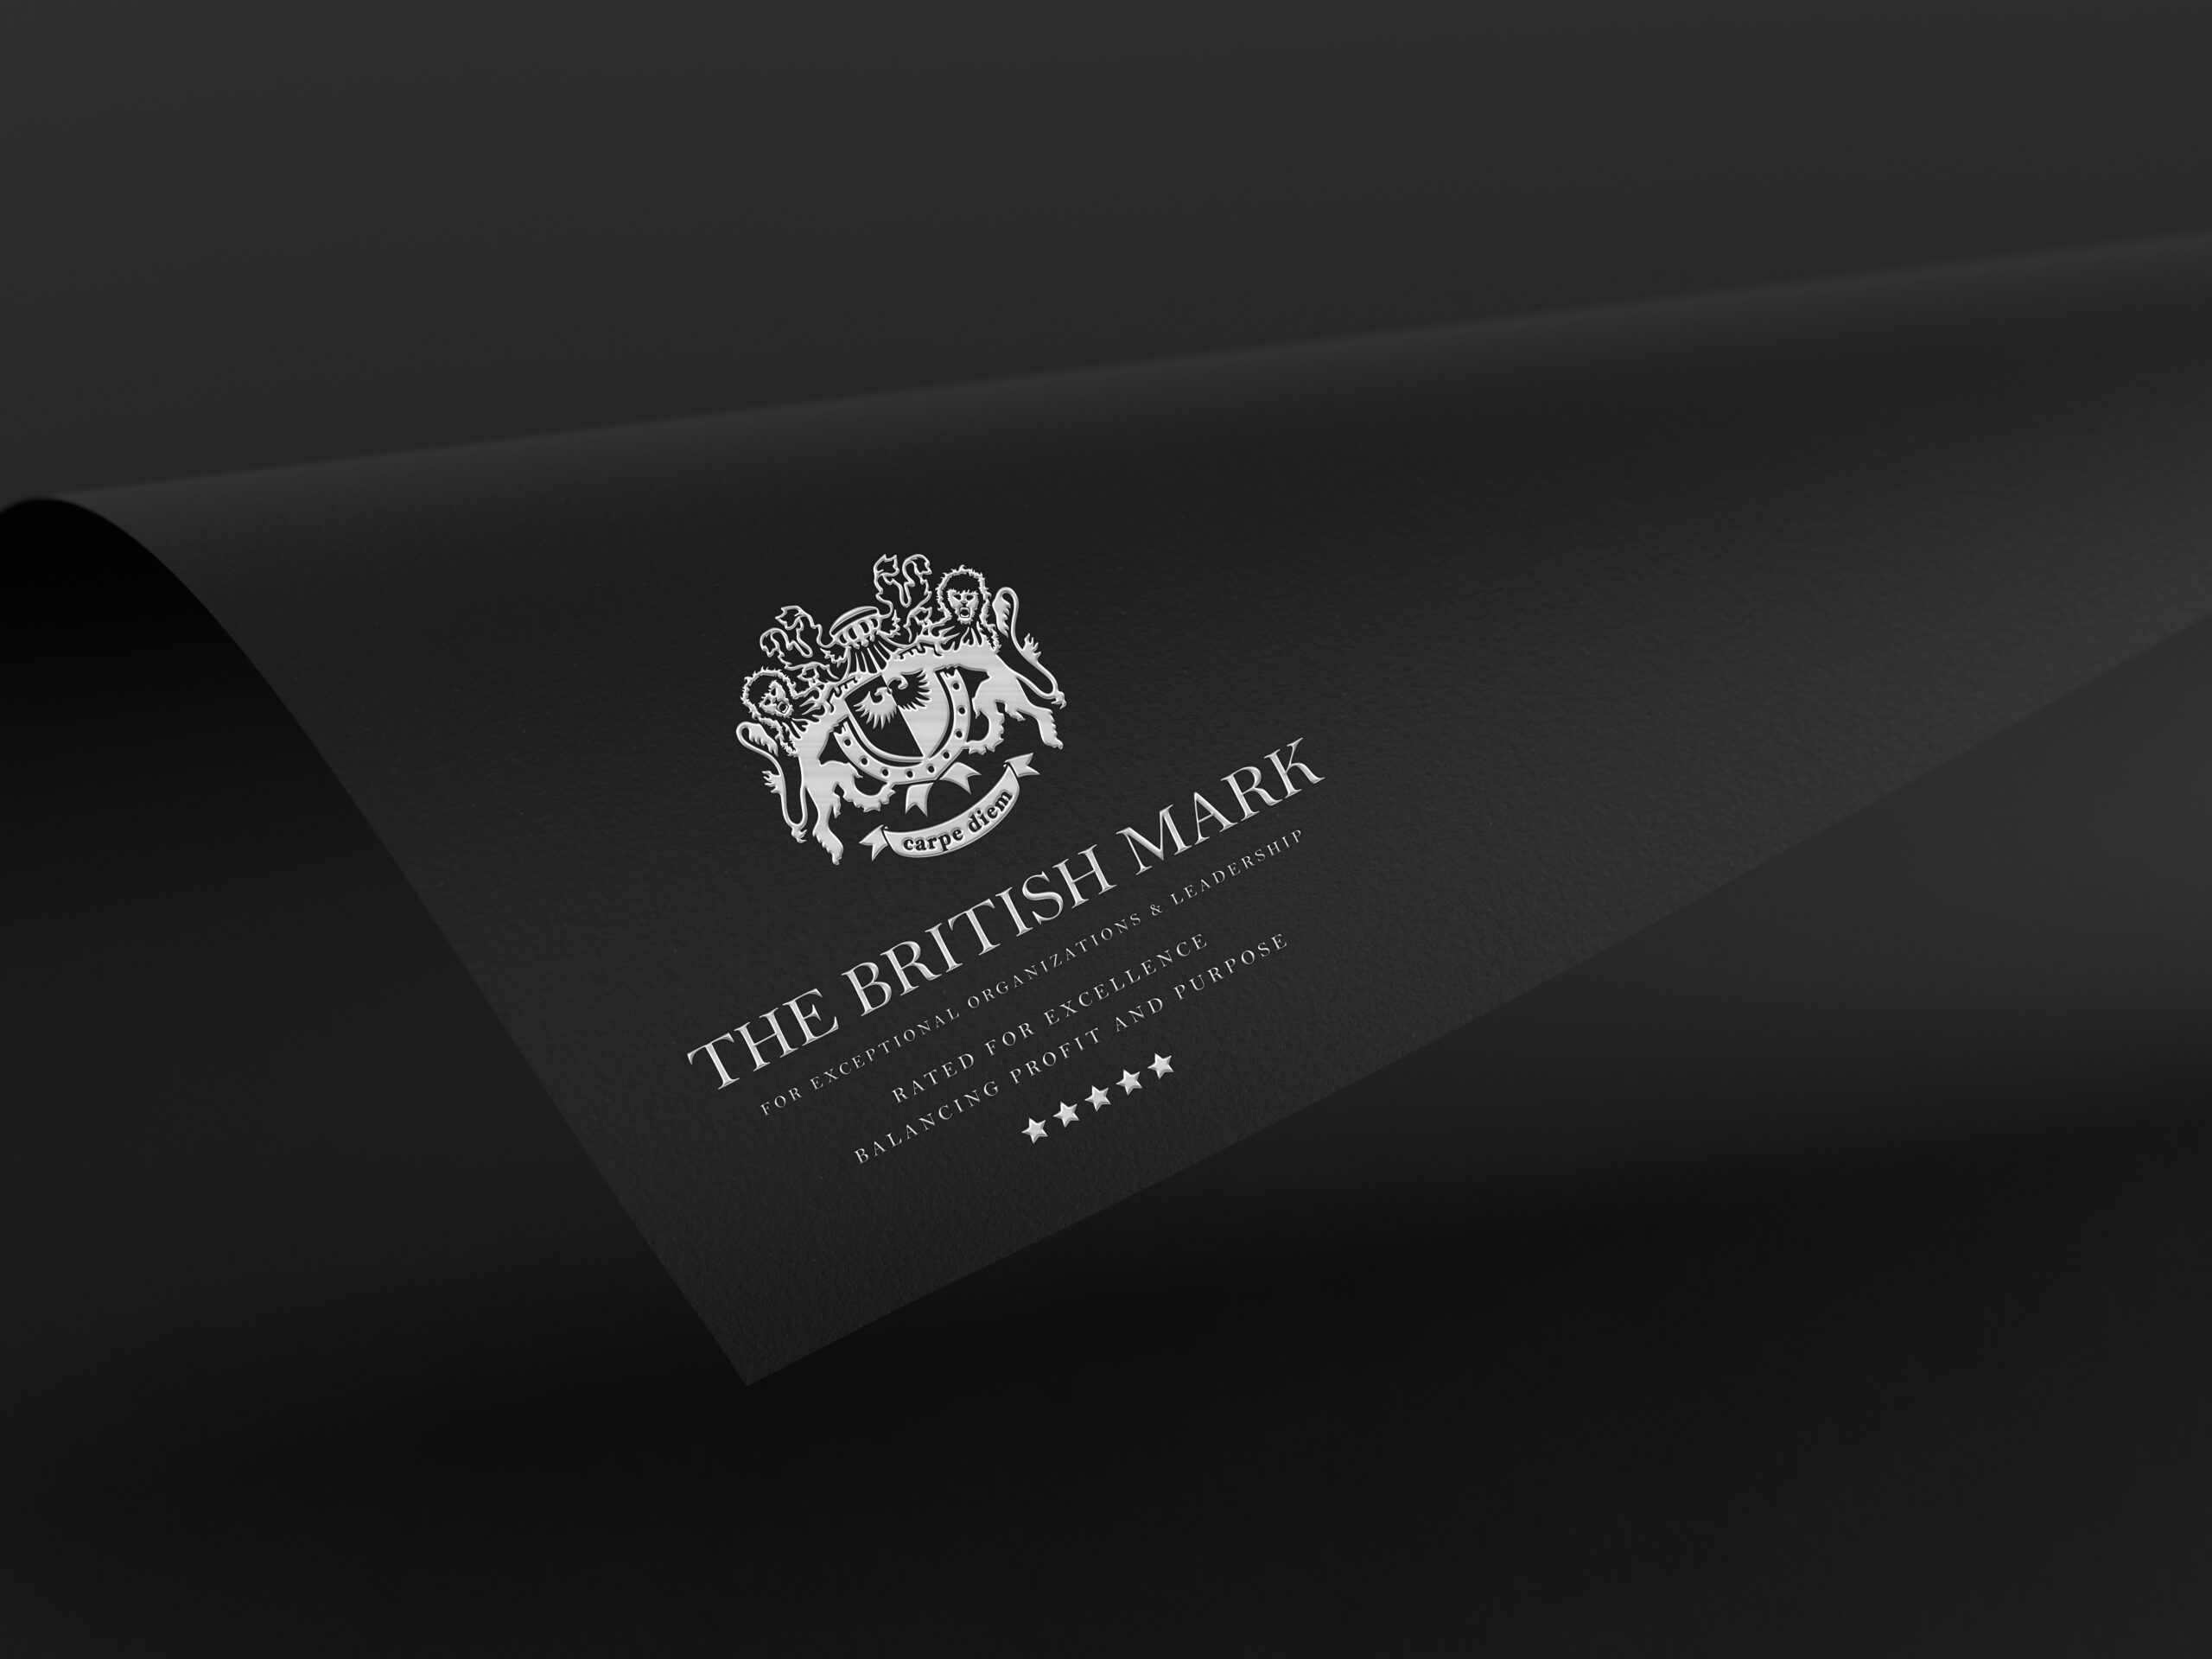 carpe diem
THE BRITISH MARK
FOR EXCEPTIONAL ORGANIZATIONS & LEADERSHIP
RATED FOR EXCELLENCE
BALANCING PROFIT AND PURPOSE